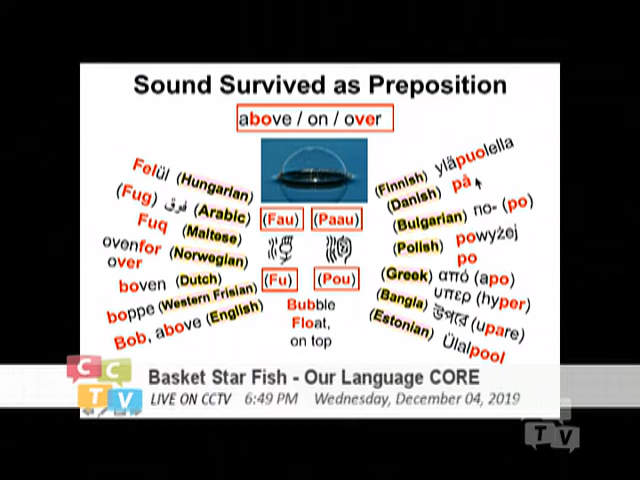 Sound Survived as Preposition
above / on / over
Felül (Hungarian)
(Fug) فوق (Arabic)
Fuq (Maltese)
ovenfor (Norwegian)
over
boven (Dutch)
boppe (Western Frisian)
Bob, above (English)
(Fau) (Paau)
(Fu) (Pou)
Bubble
Float,
on top
(Finnish) yläpuolella
(Danish) på
(Bulgarian) по- (po)
(Polish) powyżej
po
(Greek) από (apo)
υπερ (hyper)
(Bangla) উপরে (upare)
(Estonian) Ülalpool
CC
TV
Basket Star Fish - Our Language CORE
LIVE ON CCTV 6:49 PM Wednesday, December 04, 2019
TV